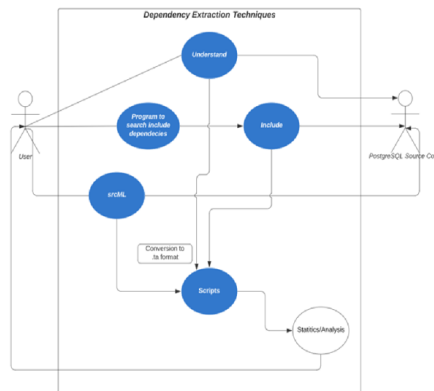 Dependency Extraction Techniques
Understand
Program to
search include
dependecies
Include
User
PostgreSQL Source Co
srcML
Conversion to
.ta format
Scripts
Statitics/Analysis